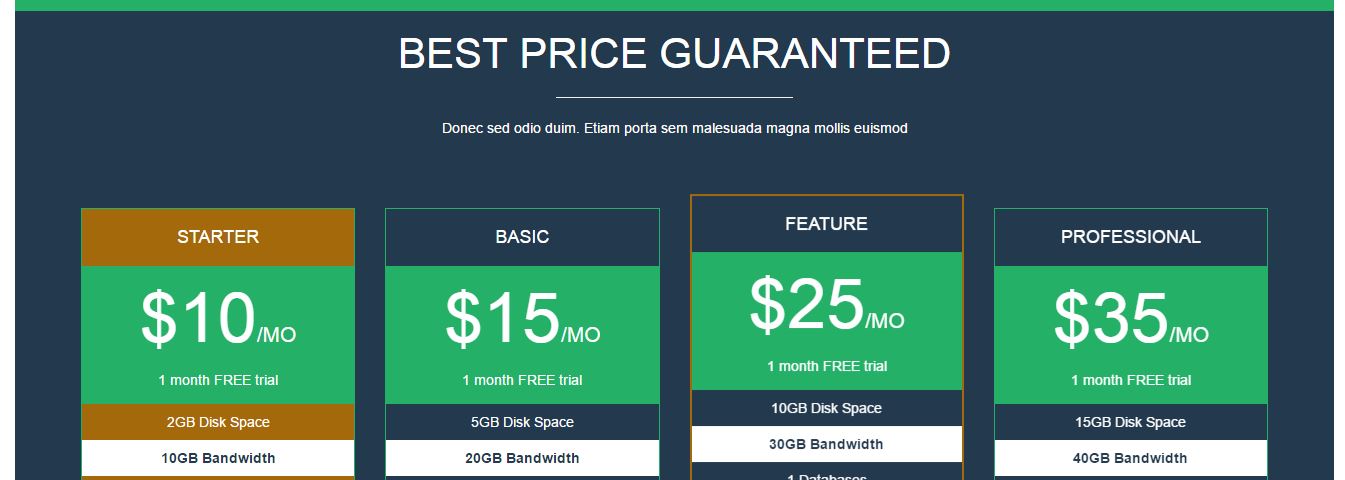 BEST PRICE GUARANTEED
Donec sed odio duim. Etiam porta sem malesuada magna mollis euismod
STARTER
$10/MO
1 month FREE trial
2GB Disk Space
10GB Bandwidth
BASIC
$15/MO
1 month FREE trial
5GB Disk Space
20GB Bandwidth
FEATURE
$25/MO
1 month FREE trial
10GB Disk Space
30GB Bandwidth
1 Databases
PROFESSIONAL
$35/MO
1 month FREE trial
15GB Disk Space
40GB Bandwidth